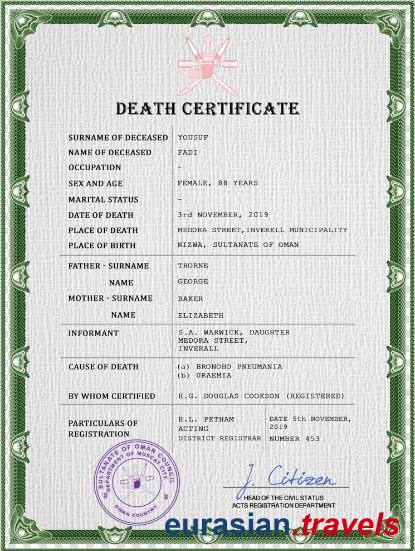 DEATH CERTIFICATE
SURNAME OF DECEASED YOUSUF
NAME OF DECEASED FADI
OCCUPATION -
SEX AND AGE FEMALE, 88 YEARS
MARITAL STATUS -
DATE OF DEATH 3rd NOVEMBER, 2019
PLACE OF DEATH MEDORA STREET, INVERELL MUNICIPALITY
PLACE OF BIRTH NIZWA, SULTANATE OF OMAN
FATHER - SURNAME THORNE
NAME GEORGE
MOTHER - SURNAME BAKER
NAME ELIZABETH
INFORMANT S.A. WARWICK, DAUGHTER
MEDORA STREET,
INVERALL
CAUSE OF DEATH (a) BRONOHO PNEUMANIA
(b) URAEMIA
BY WHOM CERTIFIED H.G. DOUGLAS COOKSON (REGISTERED)
PARTICULARS OF REGISTRATION
H.L. PETHAM
ACTING
DISTRICT REGISTRAR
DATE 5th NOVEMBER,
2019
NUMBER 453
SULTANATE OF OMAN COUNCIL
DEPARTMENT OF MUSCAT CITY
OMAN COUNTRY
J. Citizen
HEAD OF THE CIVIL STATUS
ACTS REGISTRATION DEPARTMENT
eurasian.travels